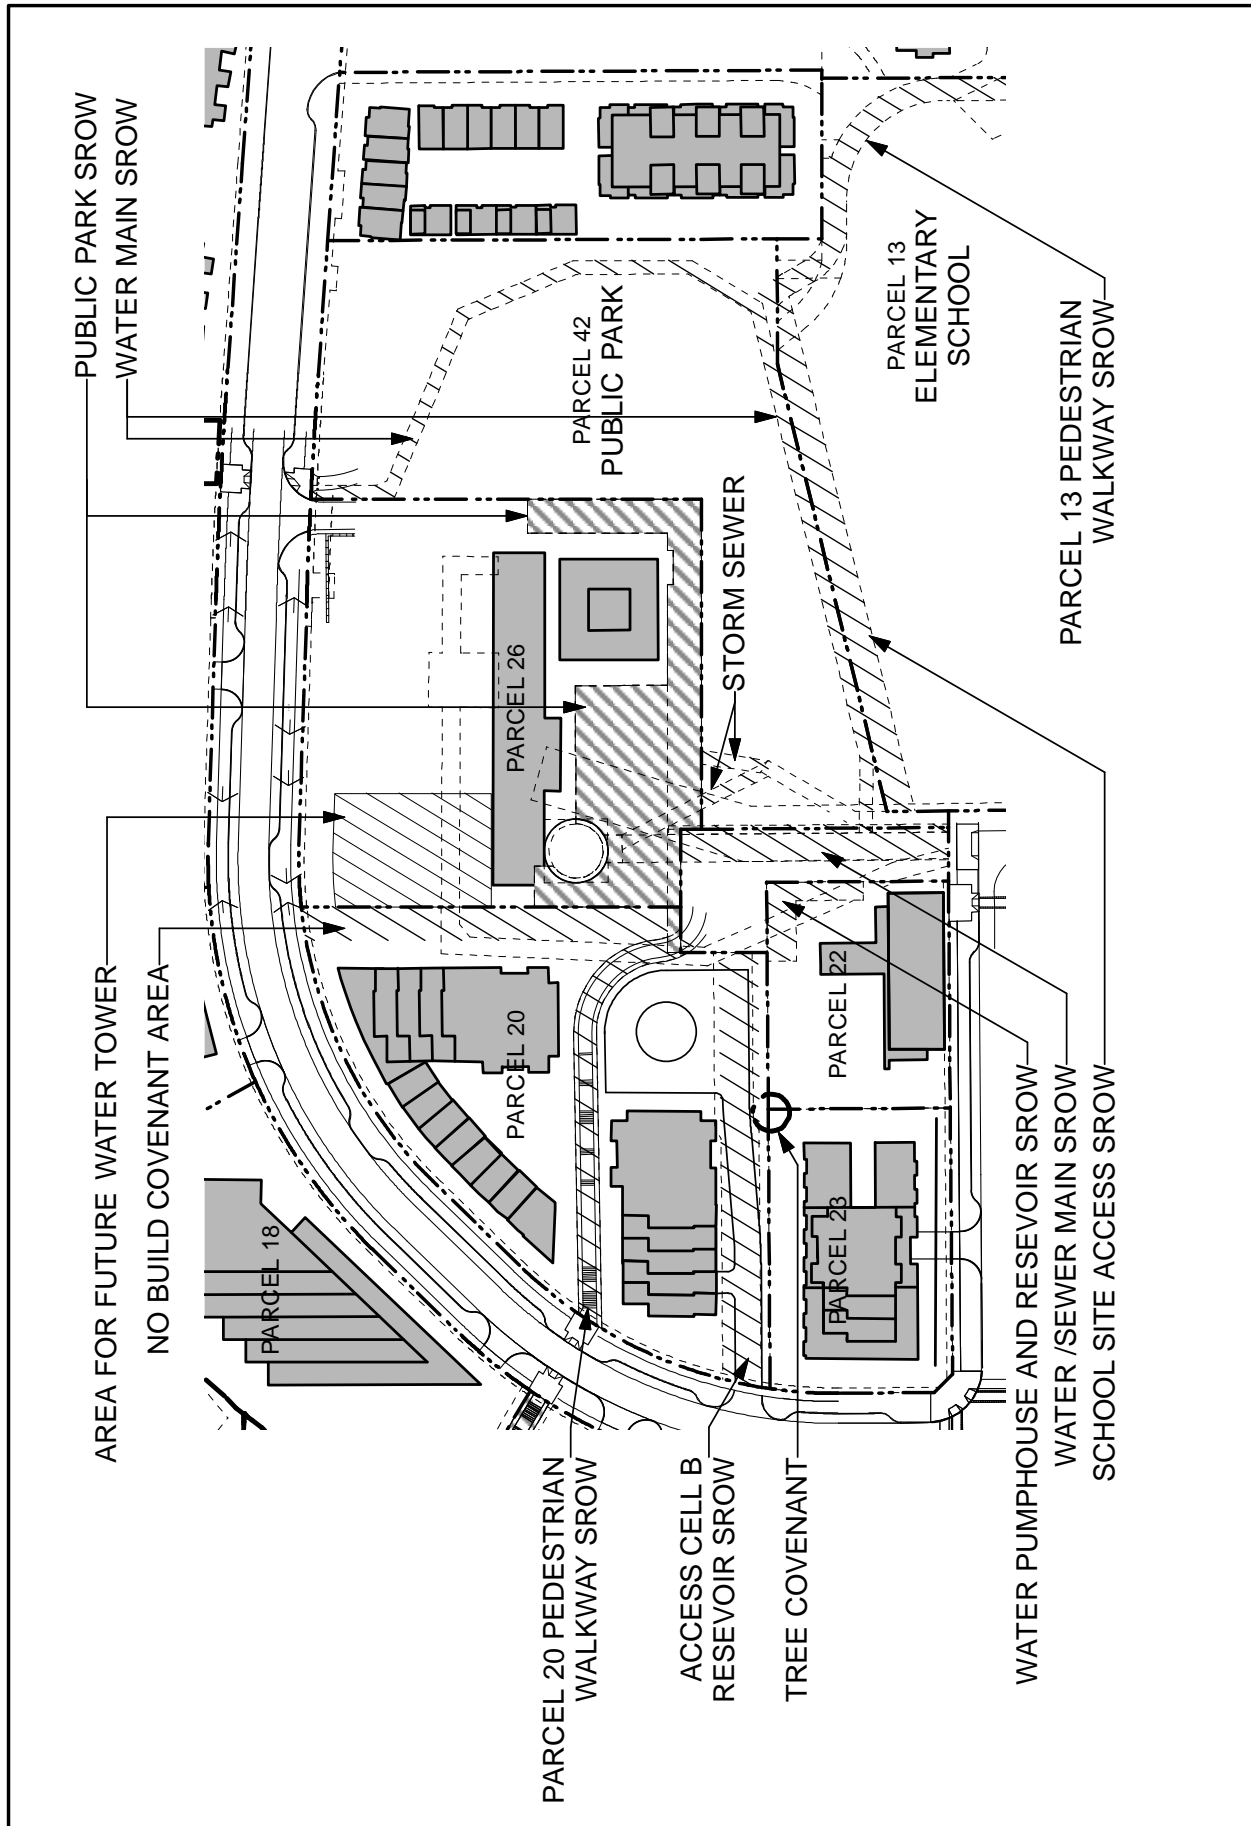 PUBLIC PARK SROW
WATER MAIN SROW
AREA FOR FUTURE WATER TOWER
NO BUILD COVENANT AREA
PARCEL 18
PARCEL 20
PARCEL 26
PARCEL 42
PUBLIC PARK
STORM SEWER
PARCEL 22
PARCEL 23
PARCEL 13
ELEMENTARY
SCHOOL
PARCEL 13 PEDESTRIAN
WALKWAY SROW
PARCEL 20 PEDESTRIAN
WALKWAY SROW
ACCESS CELL B
RESEVOIR SROW
TREE COVENANT
WATER PUMPHOUSE AND RESEVOIR SROW
WATER /SEWER MAIN SROW
SCHOOL SITE ACCESS SROW